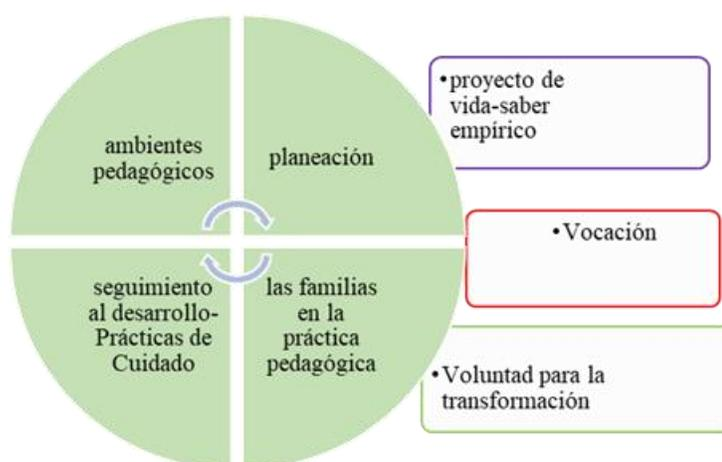 ambientes
pedagógicos
planeación
seguimiento
al desarrollo-
Prácticas de
Cuidado
las familias
en la
práctica
pedagógica
•proyecto de
vida-saber
empírico
•Vocación
•Voluntad para la
transformación